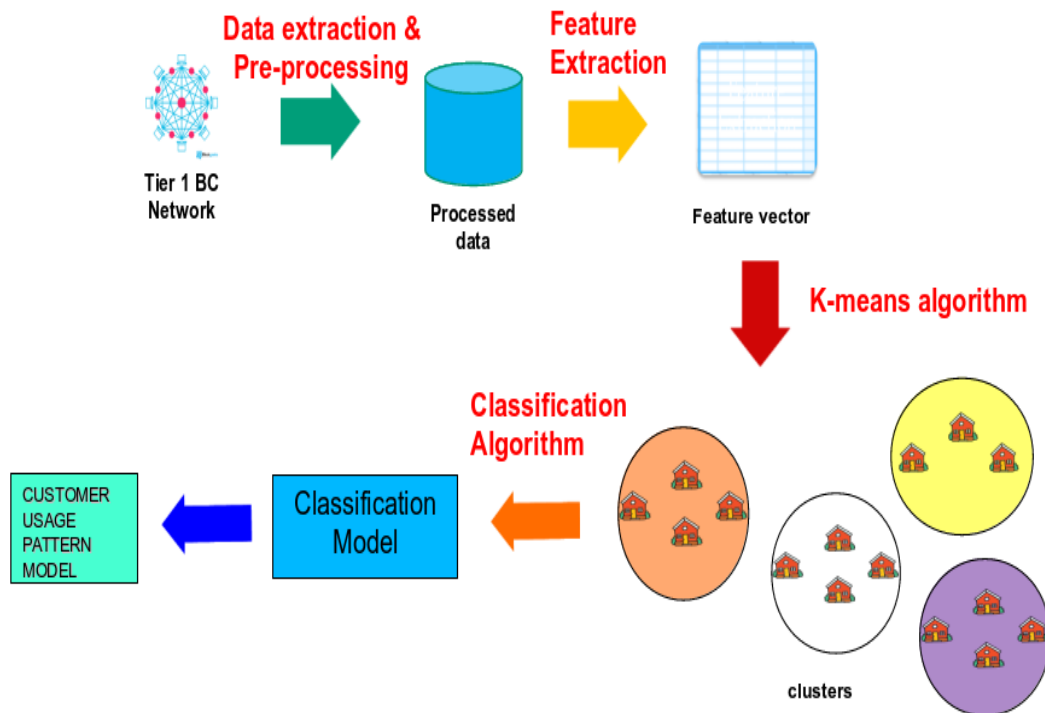 Data extraction &
Pre-processing
Feature
Extraction
Tier 1 BC
Network
Processed
data
Feature vector
K-means algorithm
Classification
Algorithm
CUSTOMER
USAGE
PATTERN
MODEL
Classification
Model
clusters